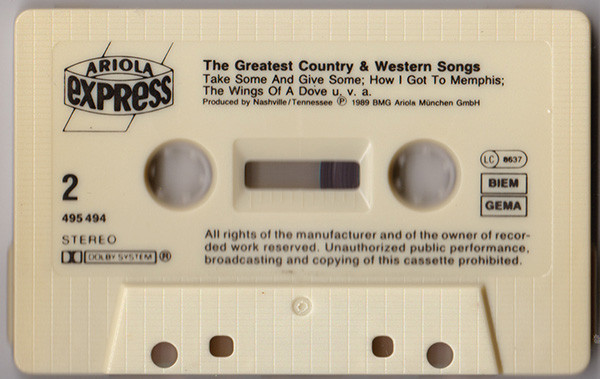 ARIOLA
EXPRESS
The Greatest Country & Western Songs
Take Some And Give Some; How I Got To Memphis;
The Wings Of A Dove u. v. a.
Produced by Nashville/Tennessee Ⓟ 1989 BMG Ariola München GmbH
2
495 494
STEREO
DOLBY SYSTEM ®
LC 8637
BIEM
GEMA
All rights of the manufacturer and of the owner of recor-
ded work reserved. Unauthorized public performance,
broadcasting and copying of this cassette prohibited.